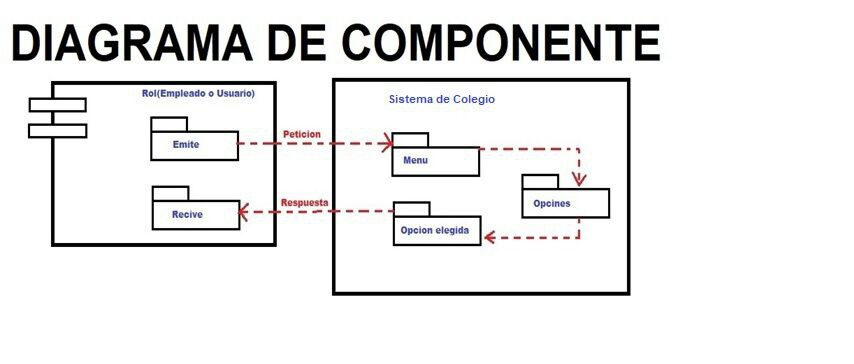 DIAGRAMA DE COMPONENTE
Rol(Empleado o Usuario)
Sistema de Colegio
Emite
Peticion
Menu
Opcines
Recive
Respuesta
Opcion elegida